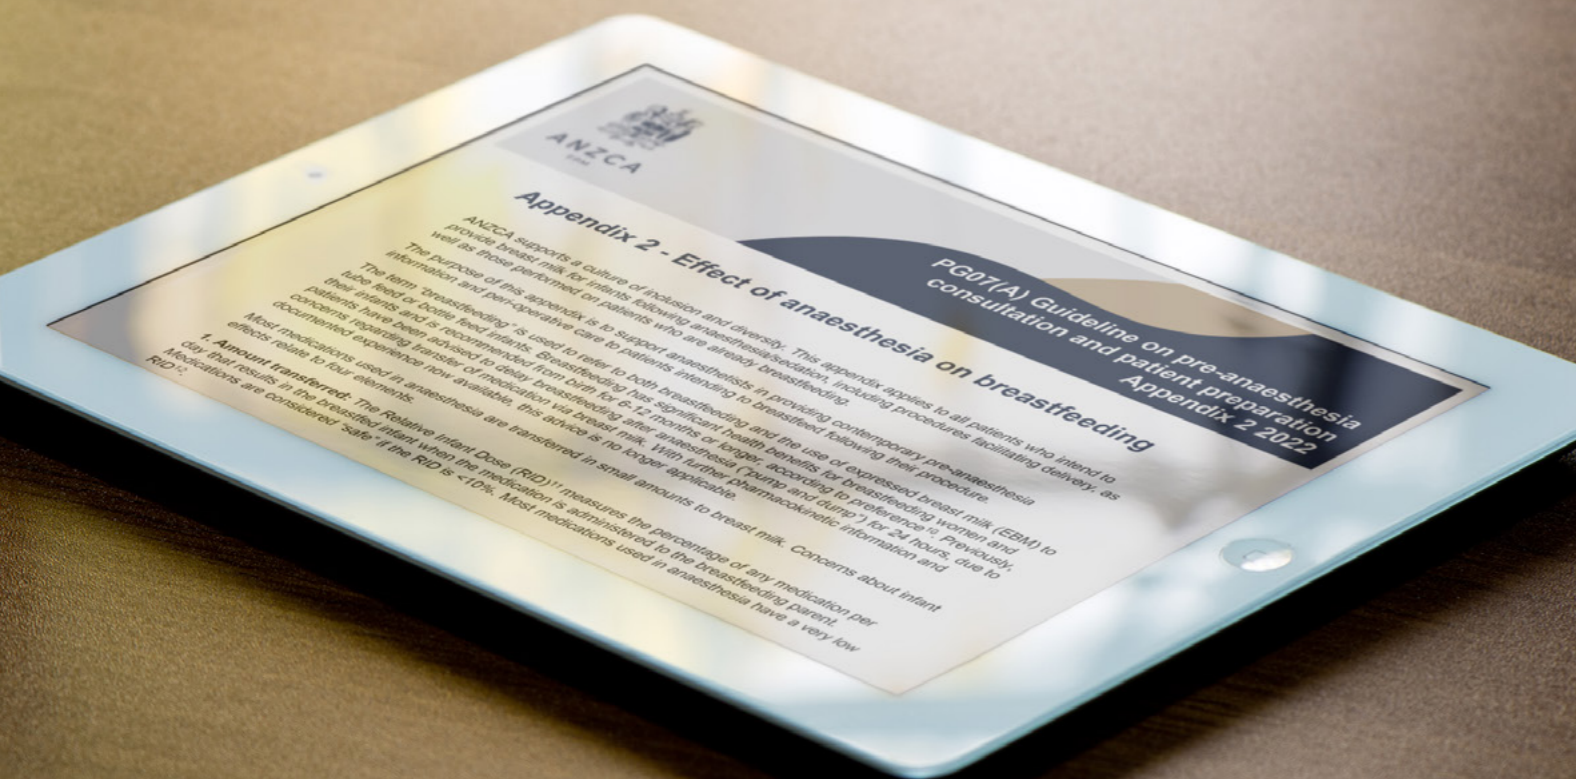 ANZCA
PG07(A) Guideline on pre-anaesthesia
consultation and patient preparation
Appendix 2 2022
Appendix 2 - Effect of anaesthesia on breastfeeding
ANZCA supports a culture of inclusion and diversity. This appendix applies to all patients who intend to
provide breast milk for infants following anaesthesia/sedation, including procedures facilitating delivery, as
well as those performed on patients who are already breastfeeding.
The purpose of this appendix is to support anaesthetists in providing contemporary pre-anaesthesia
information and peri-operative care to patients intending to breastfeed following their procedure.
The term "breastfeeding" is used to refer to both breastfeeding and the use of expressed breast milk (EBM) to
tube feed or bottle feed infants. Breastfeeding has significant health benefits for breastfeeding women and
their infants and is recommended from birth for 6-12 months or longer, according to preference¹⁰. Previously,
patients have been advised to delay breastfeeding after anaesthesia ("pump and dump") for 24 hours, due to
concerns regarding transfer of medication via breast milk. With further pharmacokinetic information and
documented experience now available, this advice is no longer applicable.
Most medications used in anaesthesia are transferred in small amounts to breast milk. Concerns about infant
effects relate to four elements.
1. Amount transferred: The Relative Infant Dose (RID)¹¹ measures the percentage of any medication per
day that results in the breastfed infant when the medication is administered to the breastfeeding parent.
Medications are considered "safe" if the RID is <10%. Most medications used in anaesthesia have a very low
RID¹².